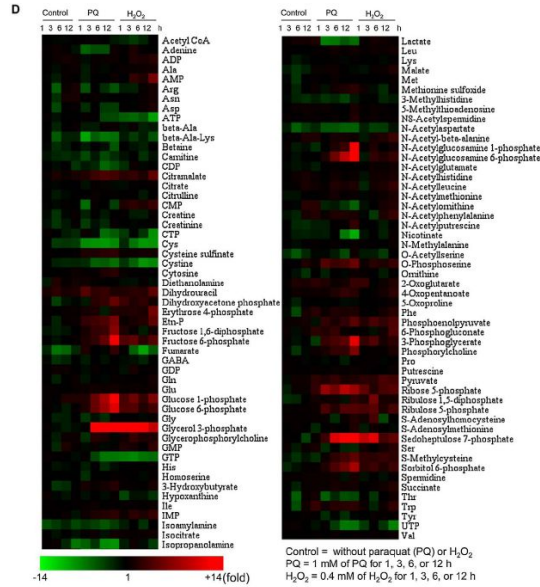 D
Control PQ H2O2
1 3 6 12 1 3 6 12 1 3 6 12 h
Acetyl CoA
Adenine
ADP
Ala
AMP
Arg
Asn
Asp
ATP
beta-Ala
beta-Ala-Lys
Betaine
Carnitine
CDP
Citramalate
Citrate
Citrulline
CMP
Creatine
Creatinine
CTP
Cys
Cysteine sulfinate
Cystine
Cytosine
Diethanolamine
Dihydrouracil
Dihydroxyacetone phosphate
Erythrose 4-phosphate
Etn-P
Fructose 1,6-diphosphate
Fructose 6-phosphate
Fumarate
GABA
GDP
Gln
Glu
Glucose 1-phosphate
Glucose 6-phosphate
Gly
Glycerol 3-phosphate
Glycerophosphorylcholine
GMP
GTP
His
Homoserine
3-Hydroxybutyrate
Hypoxanthine
Ile
IMP
Isoamylamine
Isocitrate
Isopropanolamine
-14 1 +14(fold)
Control PQ H2O2
1 3 6 12 1 3 6 12 1 3 6 12 h
Lactate
Leu
Lys
Malate
Met
Methionine sulfoxide
3-Methylhistidine
5-Methylthioadenosine
N8-Acetylspermidine
N-Acetylaspartate
N-Acetyl-beta-alanine
N-Acetylglucosamine 1-phosphate
N-Acetylglucosamine 6-phosphate
N-Acetylglutamate
N-Acetylhistidine
N-Acetylleucine
N-Acetylmethionine
N-Acetylornithine
N-Acetylphenylalanine
N-Acetylputrescine
Nicotinate
N-Methylalanine
O-Acetylserine
O-Phosphoserine
Ornithine
2-Oxoglutarate
4-Oxopentanoate
5-Oxoproline
Phe
Phosphoenolpyruvate
6-Phosphogluconate
3-Phosphoglycerate
Phosphorylcholine
Pro
Putrescine
Pyruvate
Ribose 5-phosphate
Ribulose 1,5-diphosphate
Ribulose 5-phosphate
S-Adenosylhomocysteine
S-Adenosylmethionine
Sedoheptulose 7-phosphate
Ser
S-Methylcysteine
Sorbitol 6-phosphate
Spermidine
Succinate
Thr
Trp
Tyr
UTP
Val
Control = without paraquat (PQ) or H2O2
PQ = 1 mM of PQ for 1, 3, 6, or 12 h
H2O2 = 0.4 mM of H2O2 for 1, 3, 6, or 12 h